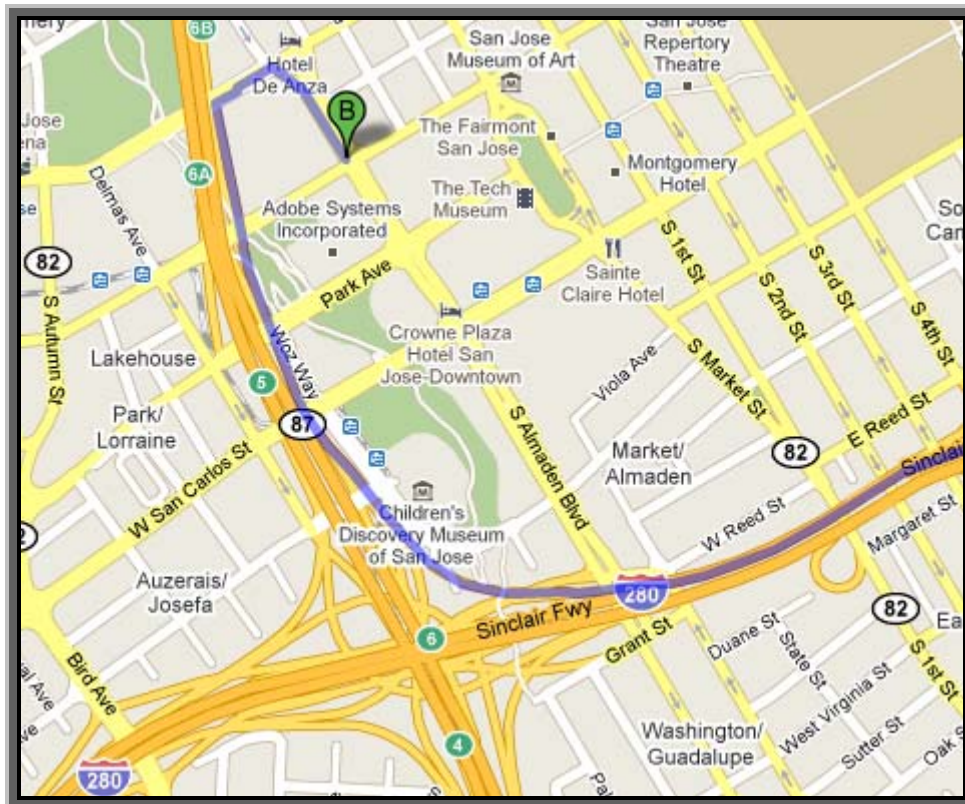 6B
Hotel
De Anza
San Jose
Museum of Art
San Jose
Repertory
Theatre
B
The Fairmont
San Jose
Montgomery
Hotel
6A
Delmas Ave
The Tech
Museum
Adobe Systems
Incorporated
82
S Autumn St
Park Ave
Sainte
Claire Hotel
S 1st St
S 2nd St
S 3rd St
S 4th St
Lakehouse
Woz Way
Crowne Plaza
Hotel San
Jose-Downtown
Viola Ave
S Market St
5
87
Park/
Lorraine
W San Carlos St
S Almaden Blvd
Market/
Almaden
82
E Reed St
Sinclair
W Reed St
Margaret St
Children's
Discovery Museum
of San Jose
Auzerais/
Josefa
280
Sinclair Fwy
82
6
Grant St
Duane St
State St
S 1st St
Bird Ave
West Virginia St
Sutter St
Oak S
Washington/
Guadalupe
4
280